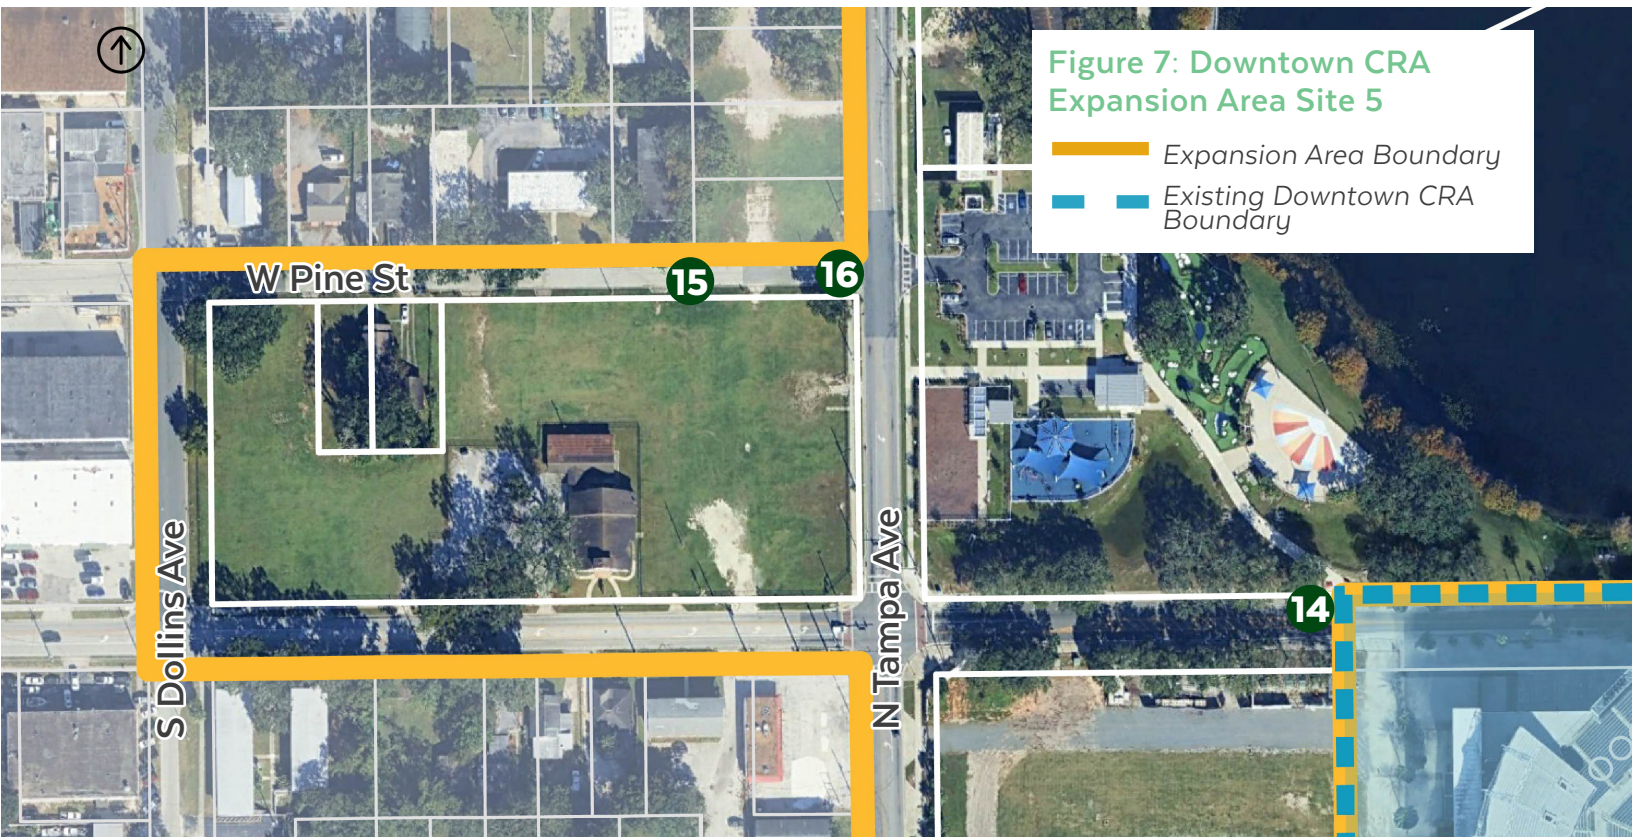 Figure 7: Downtown CRA
Expansion Area Site 5
Expansion Area Boundary
Existing Downtown CRA
Boundary
W Pine St
15
16
S Dollins Ave
N Tampa Ave
14